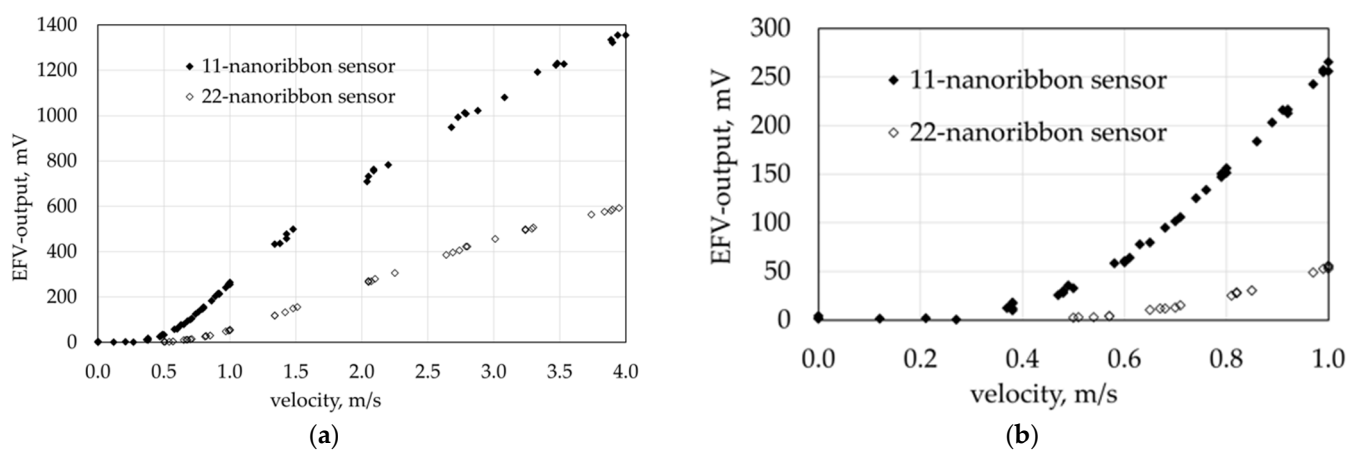 1400
1200
1000
800
600
400
200
0
EFV-output, mV
11-nanoribbon sensor
22-nanoribbon sensor
0.0 0.5 1.0 1.5 2.0 2.5 3.0 3.5 4.0
velocity, m/s
(a)
300
250
200
150
100
50
0
EFV-output, mV
11-nanoribbon sensor
22-nanoribbon sensor
0.0 0.2 0.4 0.6 0.8 1.0
velocity, m/s
(b)